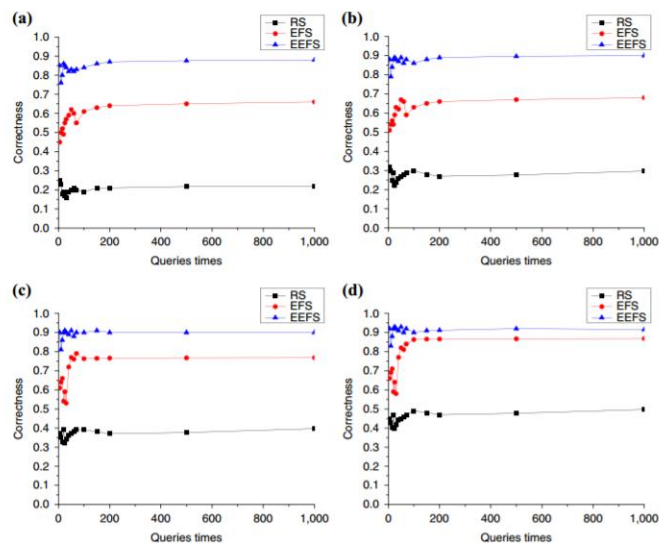 (a)
RS
EFS
EEFS
1.0
0.9
0.8
0.7
0.6
0.5
0.4
0.3
0.2
0.1
0.0
Correctness
0
200
400
600
800
1,000
Queries times
(b)
RS
EFS
EEFS
1.0
0.9
0.8
0.7
0.6
0.5
0.4
0.3
0.2
0.1
0.0
Correctness
0
200
400
600
800
1,000
Queries times
(c)
RS
EFS
EEFS
1.0
0.9
0.8
0.7
0.6
0.5
0.4
0.3
0.2
0.1
0.0
Correctness
0
200
400
600
800
1,000
Queries times
(d)
RS
EFS
EEFS
1.0
0.9
0.8
0.7
0.6
0.5
0.4
0.3
0.2
0.1
0.0
Correctness
0
200
400
600
800
1,000
Queries times